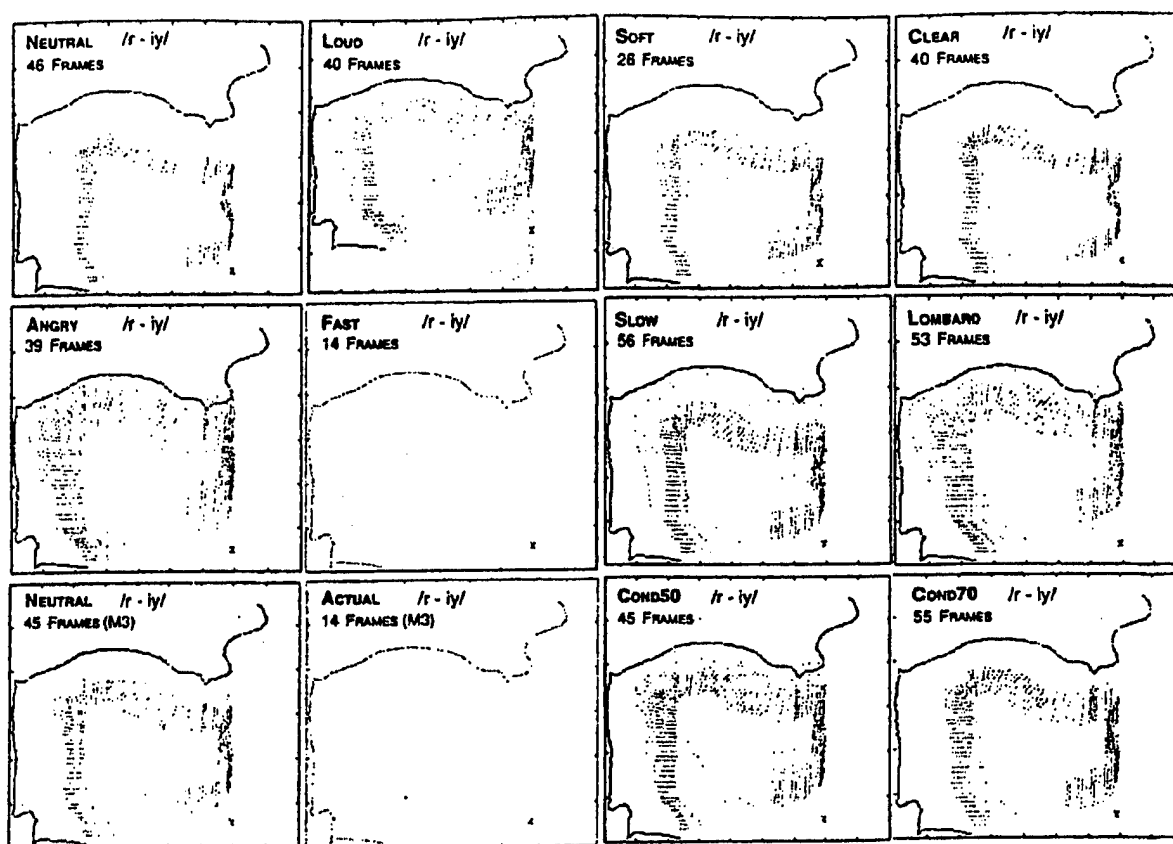 NEUTRAL /r - iy/
46 FRAMES
LOUD /r - iy/
40 FRAMES
SOFT /r - iy/
26 FRAMES
CLEAR /r - iy/
40 FRAMES
ANGRY /r - iy/
39 FRAMES
FAST /r - iy/
14 FRAMES
SLOW /r - iy/
56 FRAMES
LOMBARD /r - iy/
53 FRAMES
NEUTRAL /r - iy/
45 FRAMES (M3)
ACTUAL /r - iy/
14 FRAMES (M3)
COND50 /r - iy/
45 FRAMES
COND70 /r - iy/
55 FRAMES